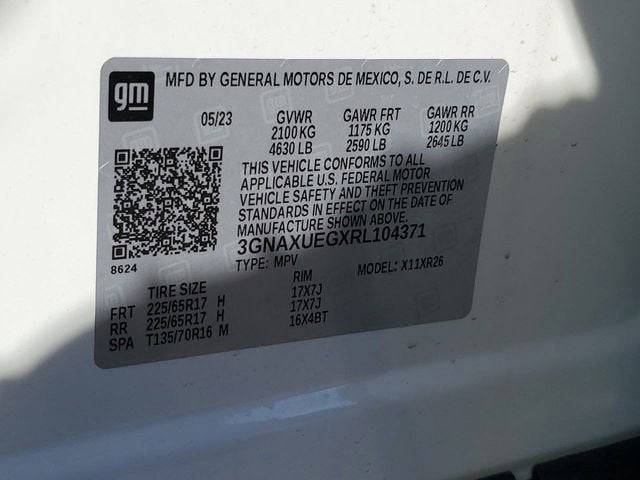 gm
MFD BY GENERAL MOTORS DE MEXICO, S. DE R.L. DE C.V.
05/23 GVWR GAWR FRT GAWR RR
2100 KG 1175 KG 1200 KG
4630 LB 2590 LB 2645 LB
THIS VEHICLE CONFORMS TO ALL
APPLICABLE U.S. FEDERAL MOTOR
VEHICLE SAFETY AND THEFT PREVENTION
STANDARDS IN EFFECT ON THE DATE OF
MANUFACTURE SHOWN ABOVE.
3GNAXUEGXRL104371
8624
TYPE: MPV MODEL: X11XR26
TIRE SIZE RIM
FRT 225/65R17 H 17X7J
RR 225/65R17 H 17X7J
SPA T135/70R16 M 16X4BT